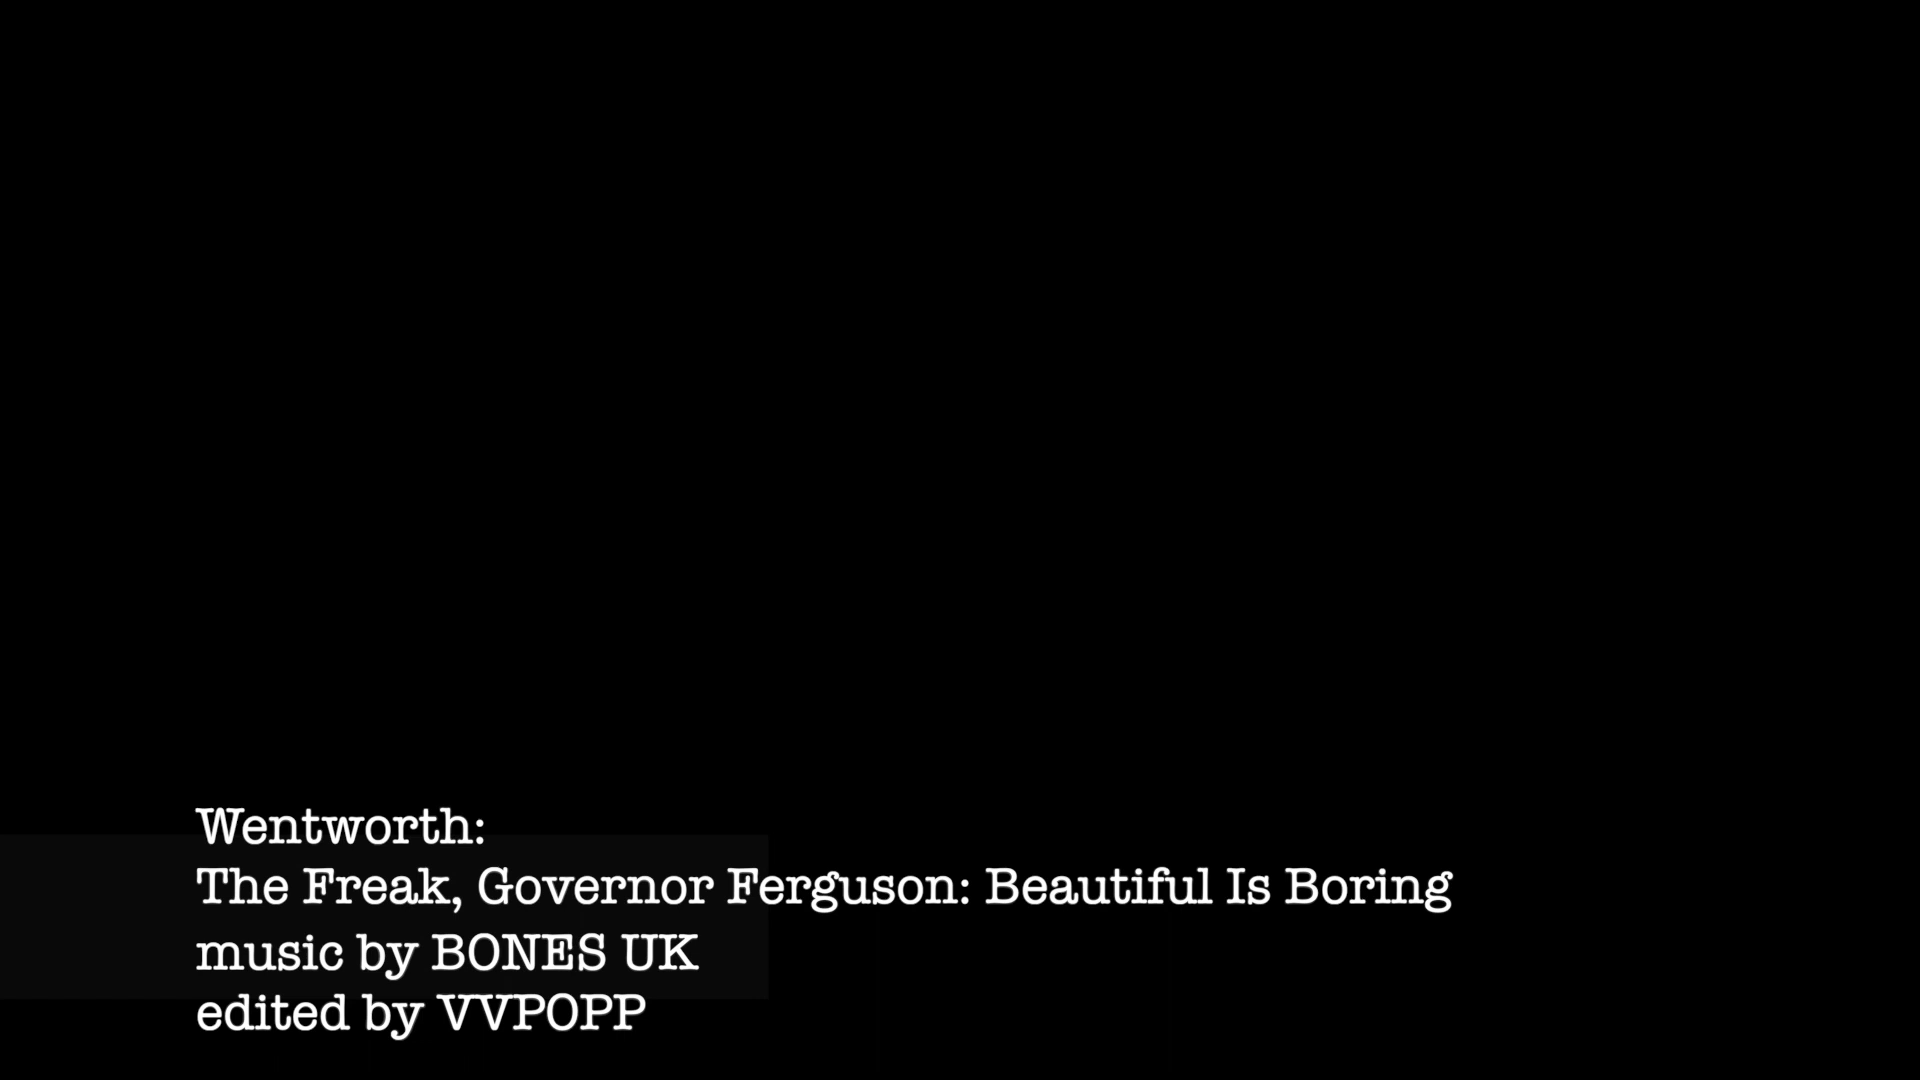 Wentworth:
The Freak, Governor Ferguson: Beautiful Is Boring
music by BONES UK
edited by VVPOPP